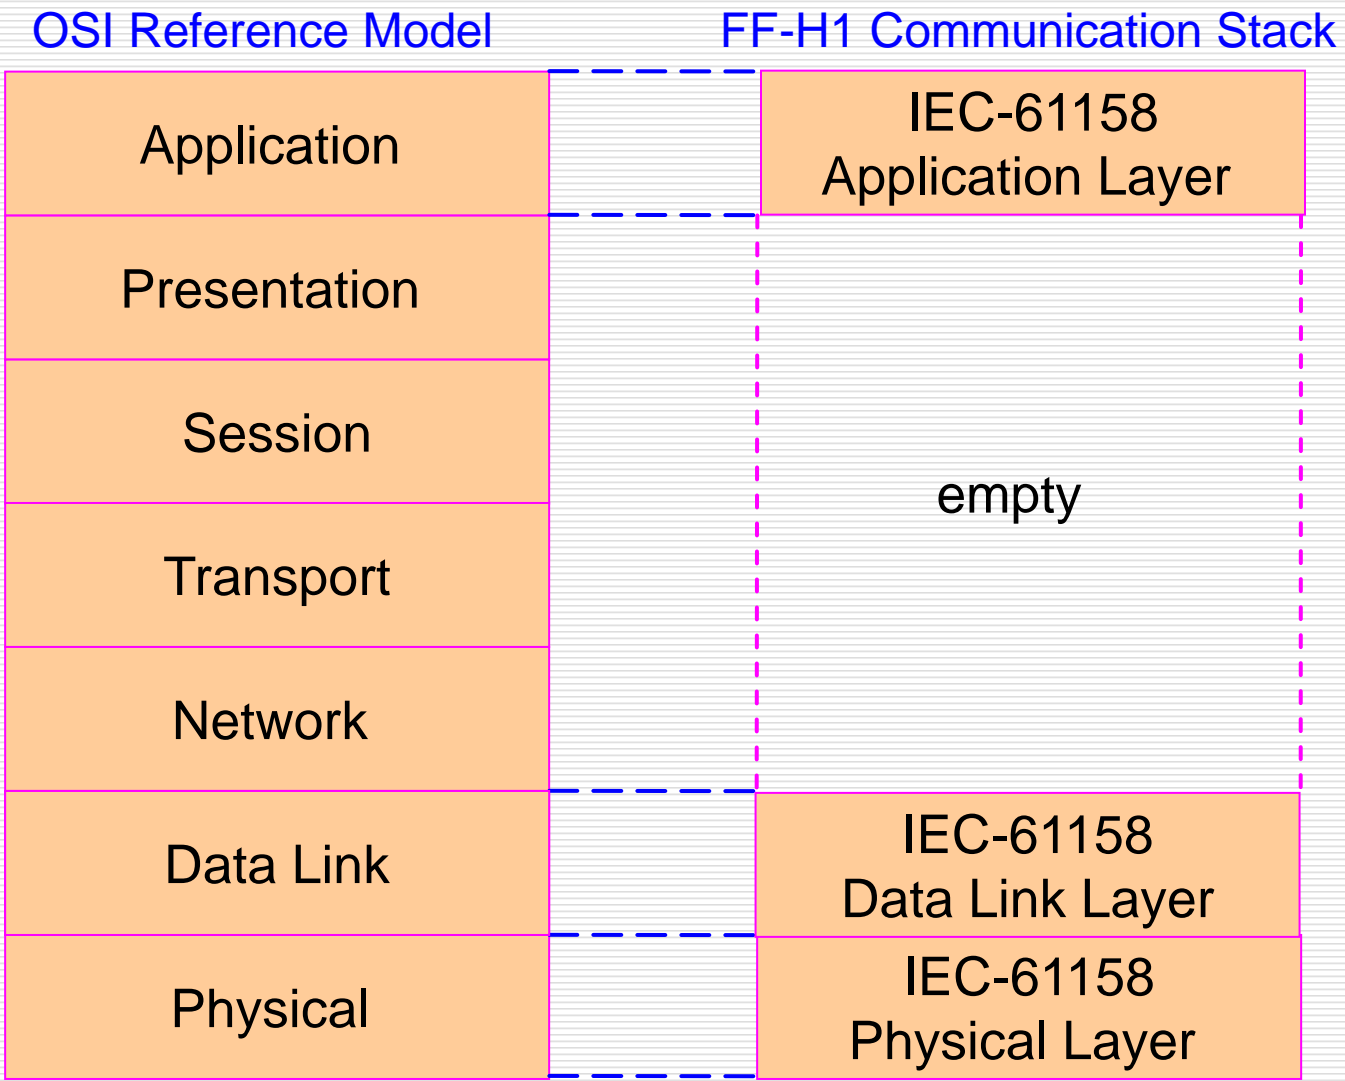 OSI Reference Model
FF-H1 Communication Stack
Application
Presentation
Session
Transport
Network
Data Link
Physical
IEC-61158
Application Layer
empty
IEC-61158
Data Link Layer
IEC-61158
Physical Layer